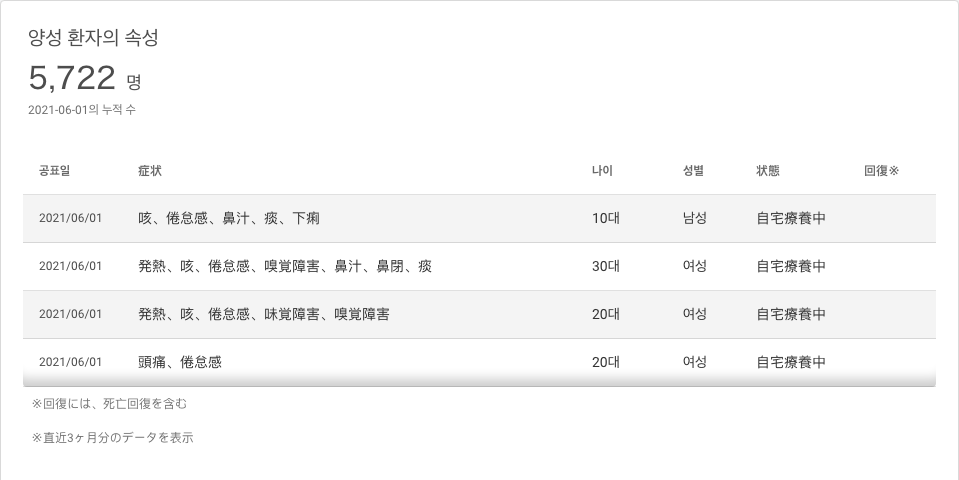 양성 환자의 속성
5,722 명
2021-06-01의 누적 수
공표일 症状 나이 성별 状態 回復※
2021/06/01 咳、倦怠感、鼻汁、痰、下痢 10대 남성 自宅療養中
2021/06/01 発熱、咳、倦怠感、嗅覚障害、鼻汁、鼻閉、痰 30대 여성 自宅療養中
2021/06/01 発熱、咳、倦怠感、味覚障害、嗅覚障害 20대 여성 自宅療養中
2021/06/01 頭痛、倦怠感 20대 여성 自宅療養中
※回復には、死亡回復を含む
※直近3ヶ月分のデータを表示